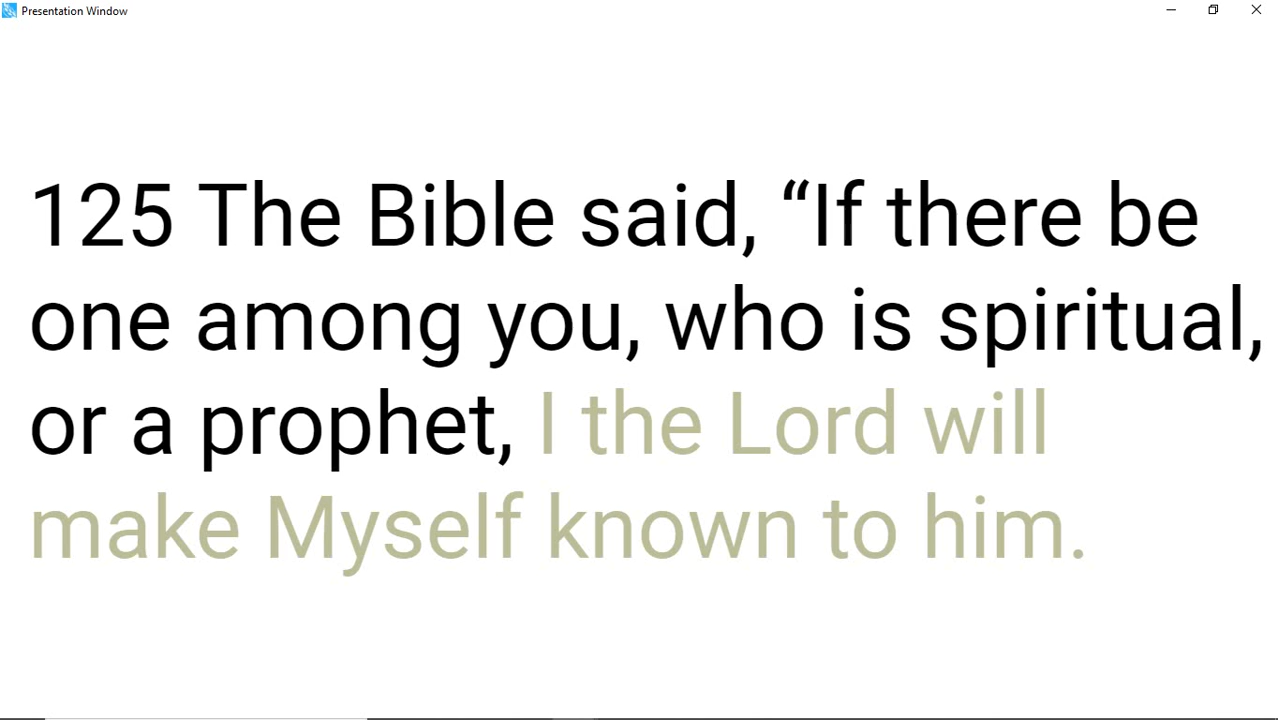 Presentation Window
125 The Bible said, “If there be
one among you, who is spiritual,
or a prophet, I the Lord will
make Myself known to him.